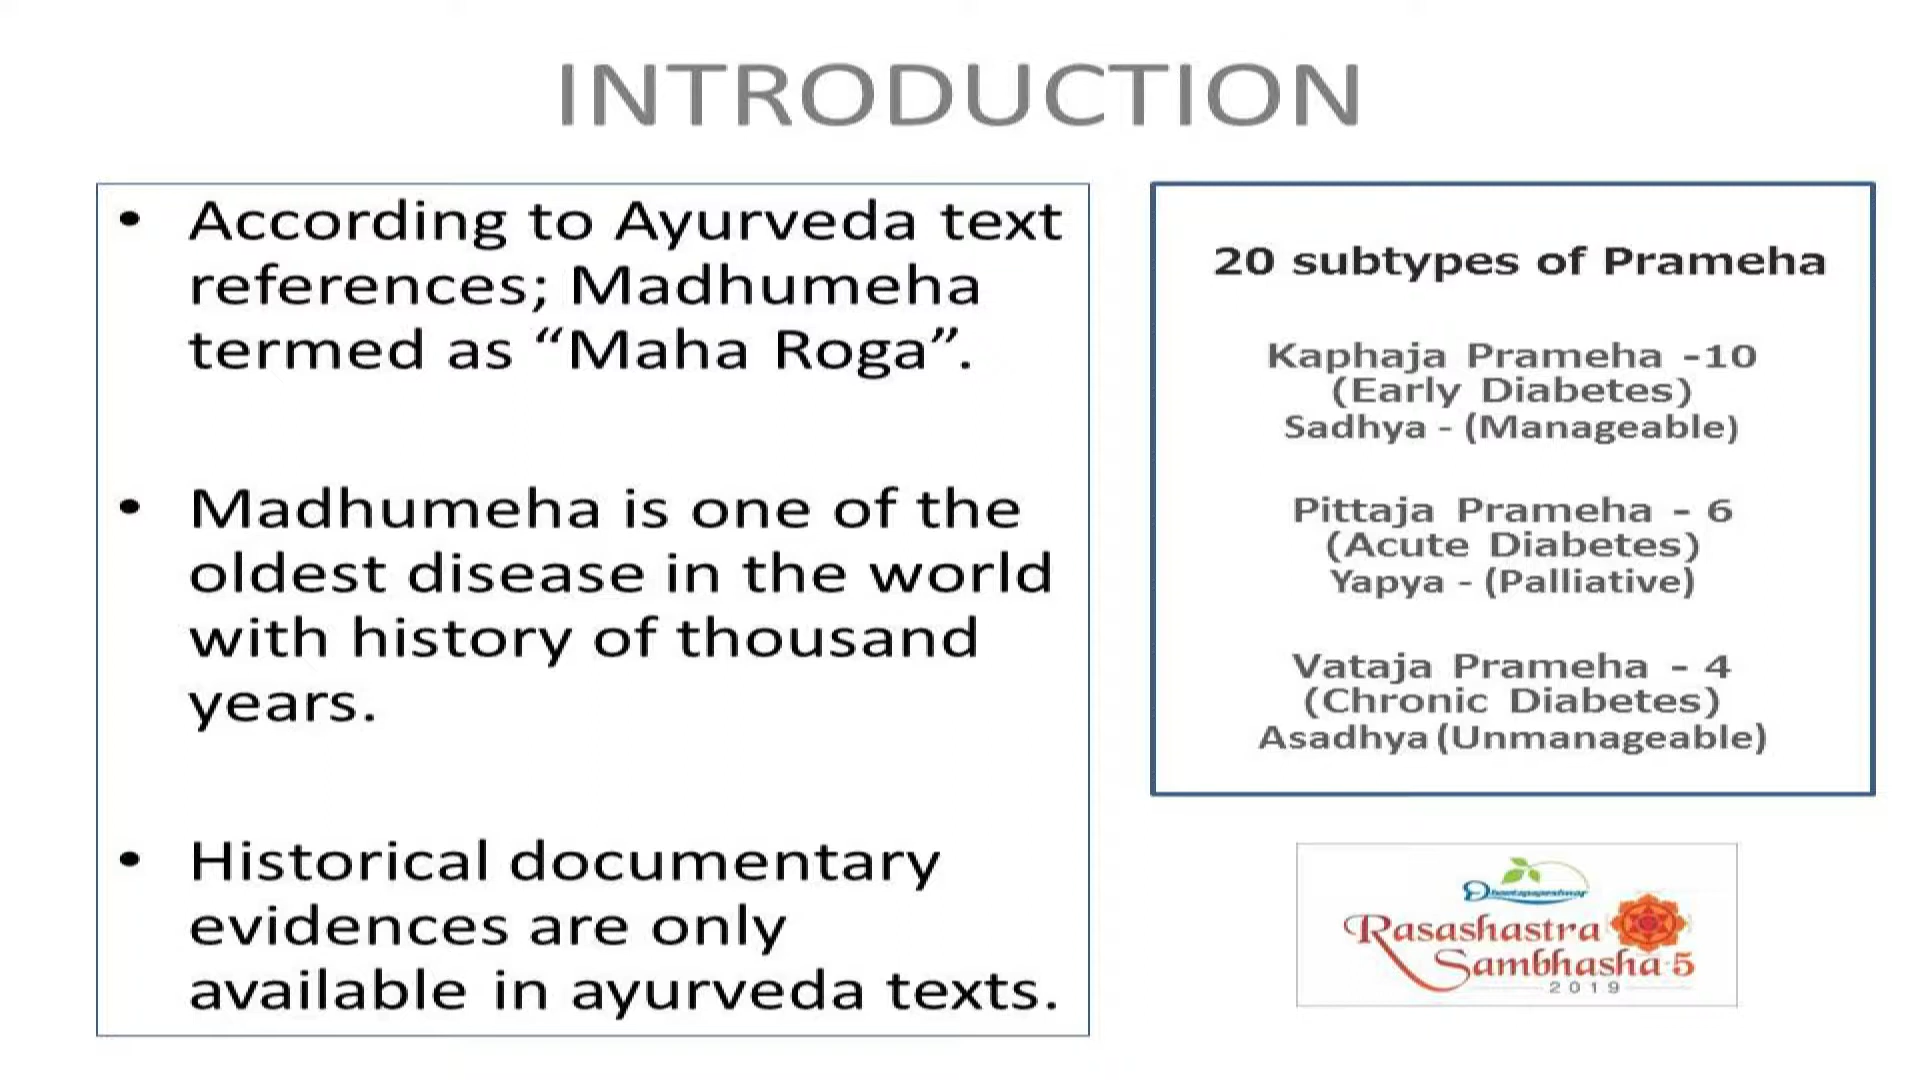 INTRODUCTION
• According to Ayurveda text
references; Madhumeha
termed as “Maha Roga”.
• Madhumeha is one of the
oldest disease in the world
with history of thousand
years.
• Historical documentary
evidences are only
available in ayurveda texts.
20 subtypes of Prameha
Kaphaja Prameha -10
(Early Diabetes)
Sadhya - (Manageable)
Pittaja Prameha - 6
(Acute Diabetes)
Yapya - (Palliative)
Vataja Prameha - 4
(Chronic Diabetes)
Asadhya (Unmanageable)
Dhootapapeshwar
Rasashastra
Sambhasha-5
2019